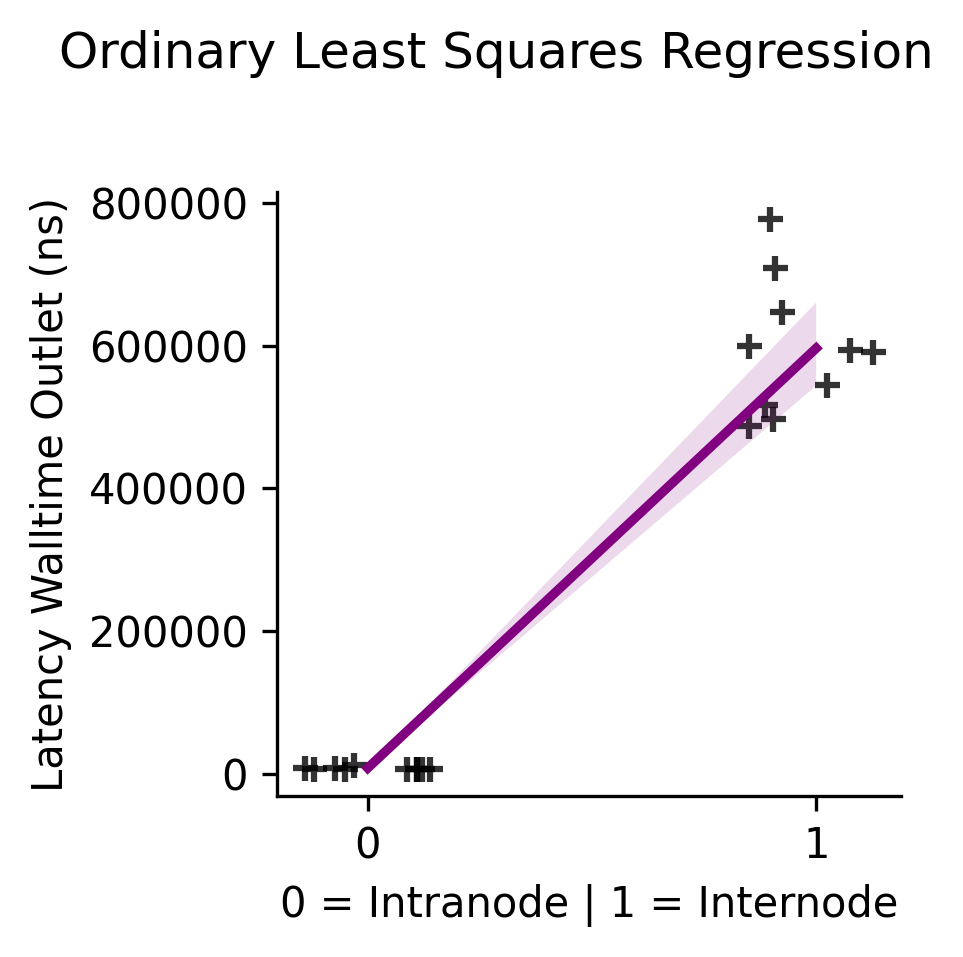 Ordinary Least Squares Regression
Latency Walltime Outlet (ns)
800000
600000
400000
200000
0
0
1
0 = Intranode | 1 = Internode